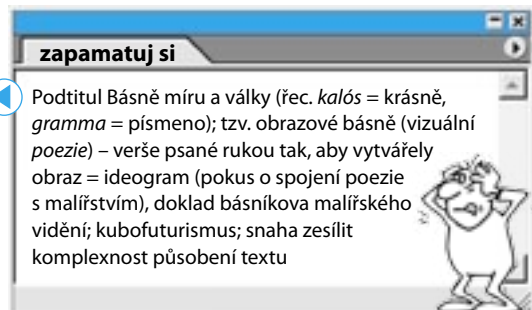 zapamatuj si
Podtitul Básně míru a války (řec. kalós = krásně,
gramma = písmeno); tzv. obrazové básně (vizuální
poezie) – verše psané rukou tak, aby vytvářely
obraz = ideogram (pokus o spojení poezie
s malířstvím), doklad básníkova malířského
vidění; kubofuturismus; snaha zesílit
komplexnost působení textu